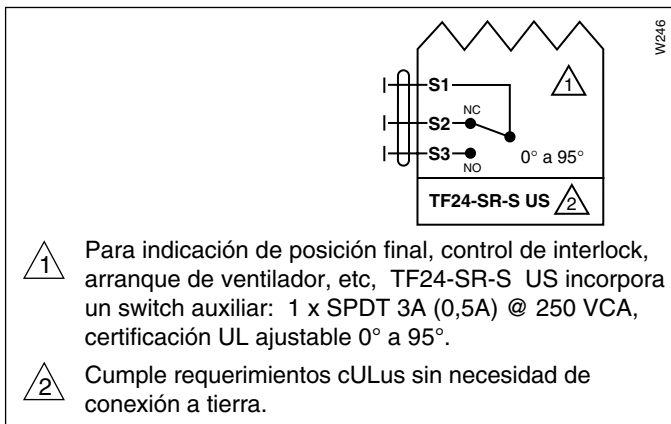 W246
S1
1
S2
NC
S3
NO
0° a 95°
TF24-SR-S US 2
1 Para indicación de posición final, control de interlock,
arranque de ventilador, etc, TF24-SR-S US incorpora
un switch auxiliar: 1 x SPDT 3A (0,5A) @ 250 VCA,
certificación UL ajustable 0° a 95°.
2 Cumple requerimientos cULus sin necesidad de
conexión a tierra.